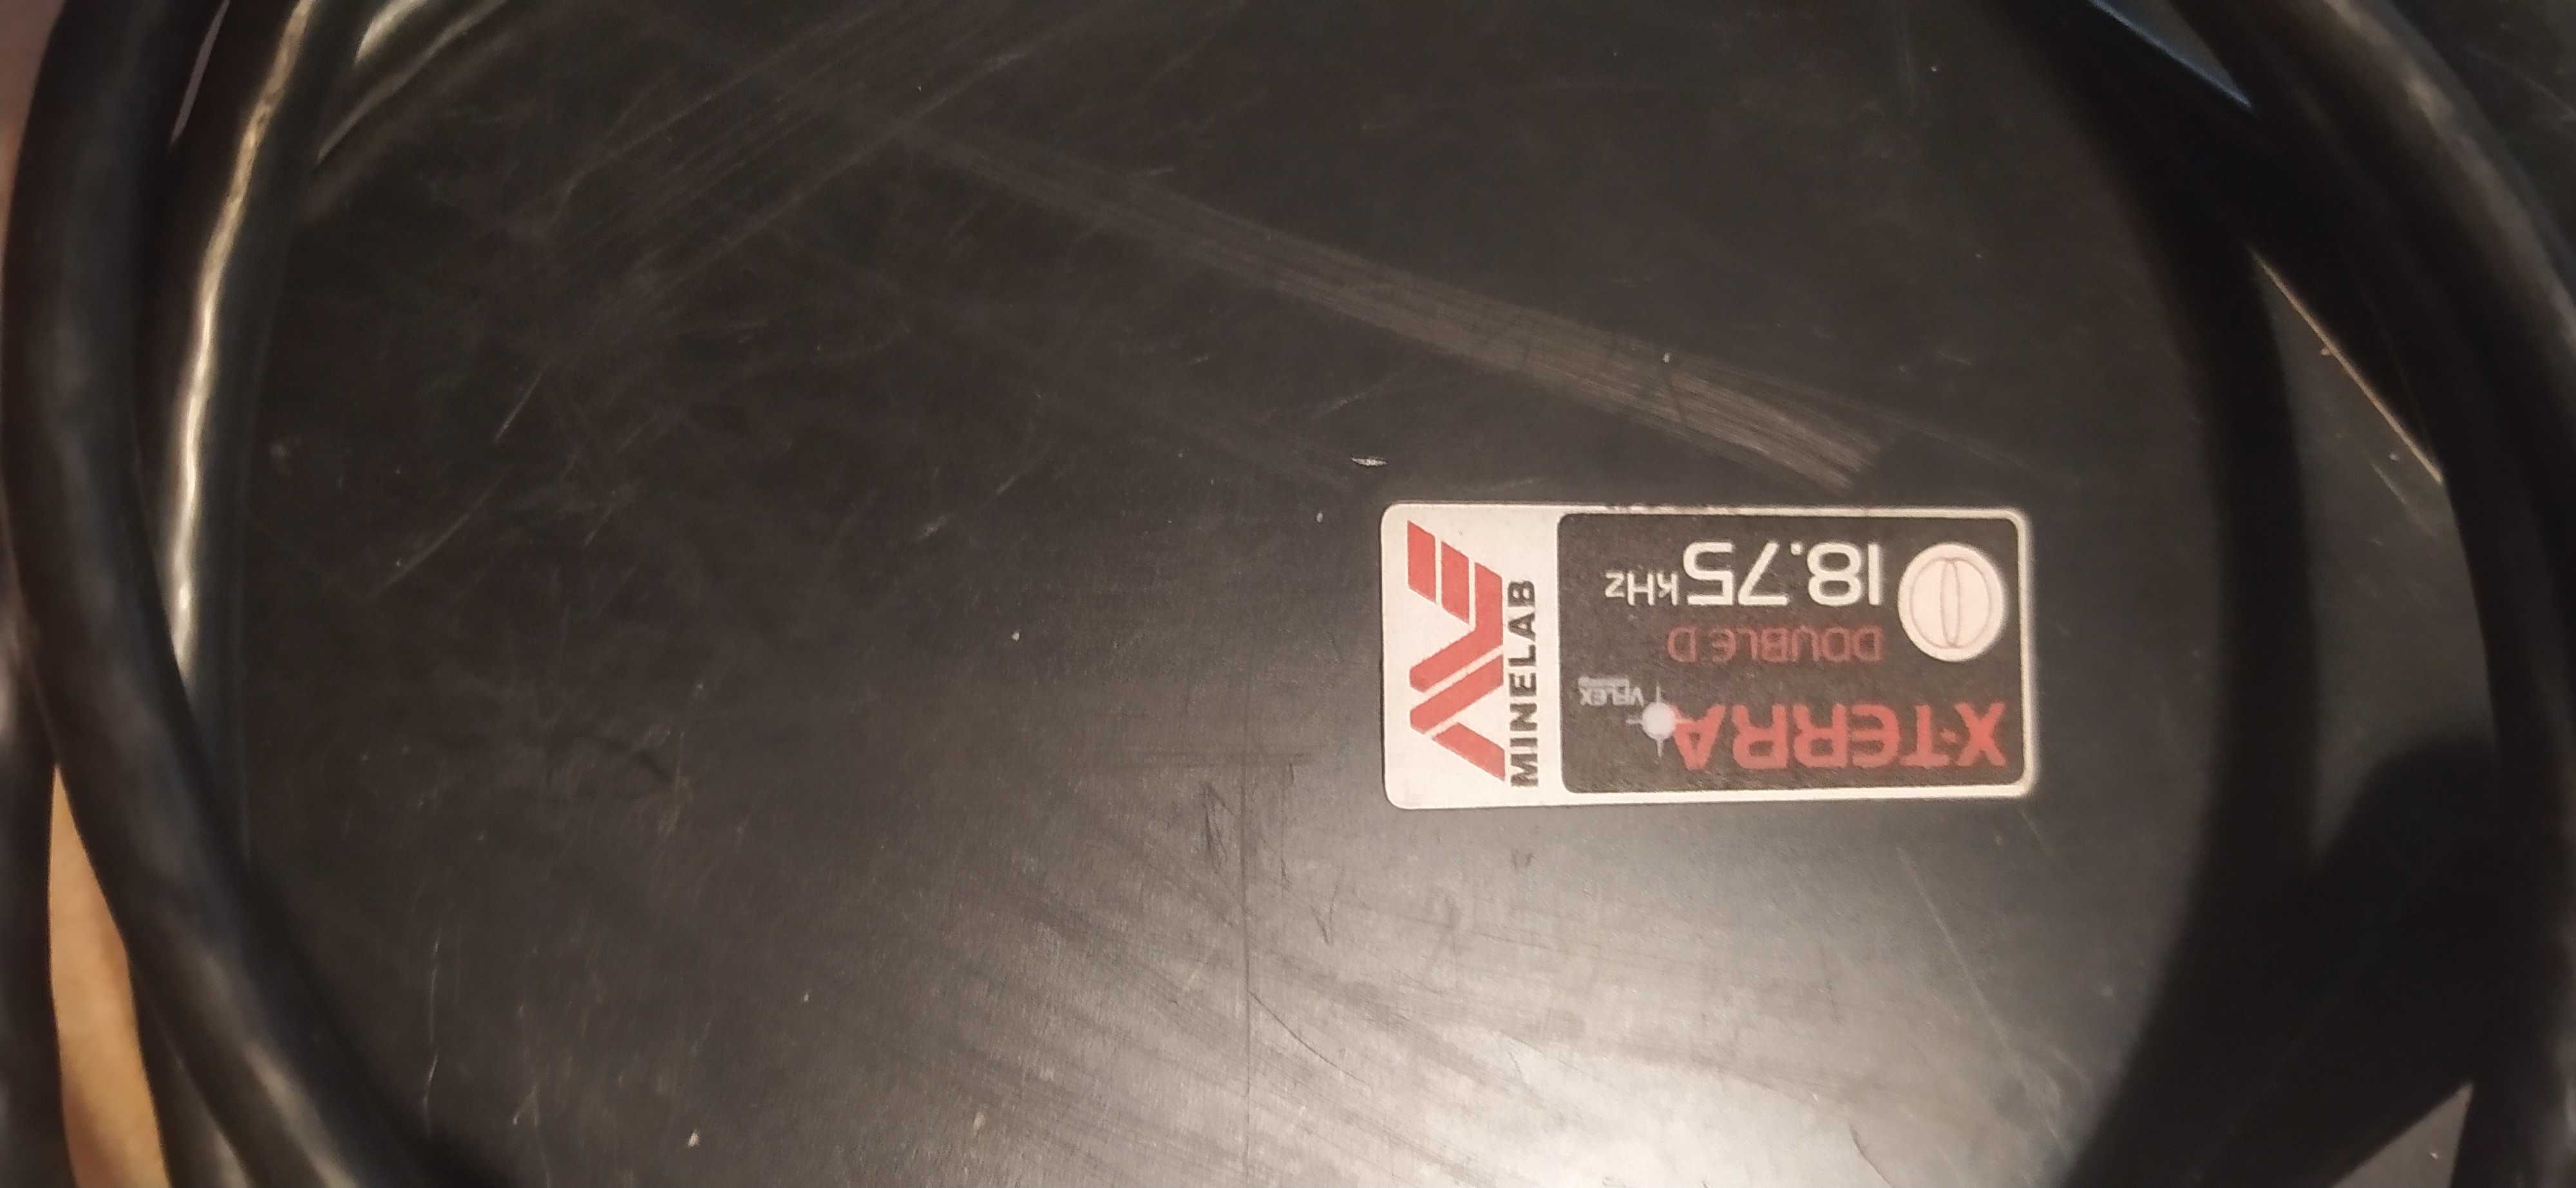 X-TERRA
VFLEX
DOUBLE D
18.75 kHz
MINELAB